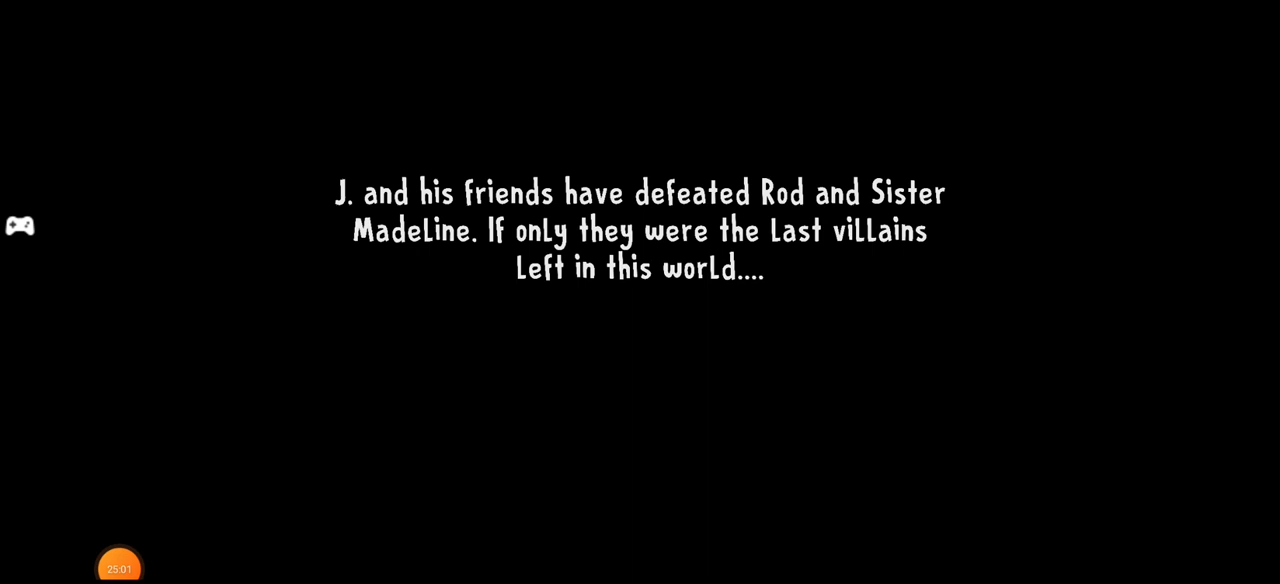 J. and his friends have defeated Rod and Sister
Madeline. If only they were the last villains
left in this world....
25:01